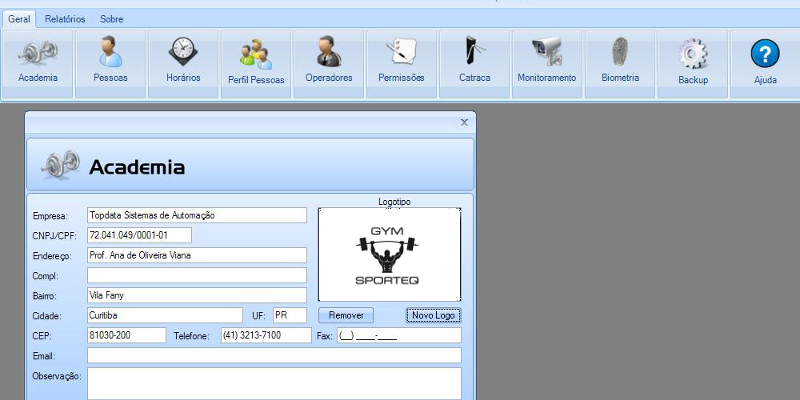 Geral Relatórios Sobre
Academia Pessoas Horários Perfil Pessoas Operadores Permissões Catraca Monitoramento Biometria Backup Ajuda
x
Academia
Logotipo
Empresa: Topdata Sistemas de Automação
GYM
SPORTEQ
CNPJ/CPF: 72.041.049/0001-01
Endereço: Prof. Ana de Oliveira Viana
Compl:
Bairro: Vila Fany
Cidade: Curitiba UF: PR Remover Novo Logo
CEP: 81030-200 Telefone: (41) 3213-7100 Fax: (__) ____-____
Email:
Observação: